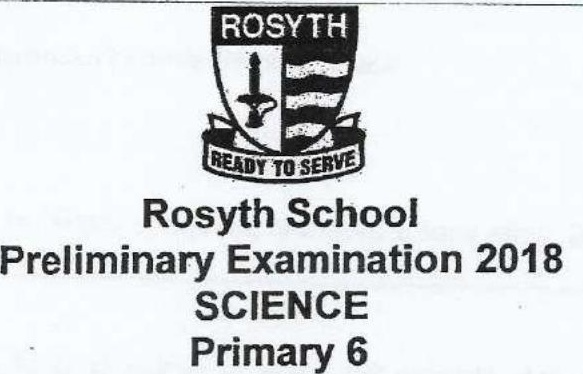 ROSYTH
READY TO SERVE
Rosyth School
Preliminary Examination 2018
SCIENCE
Primary 6